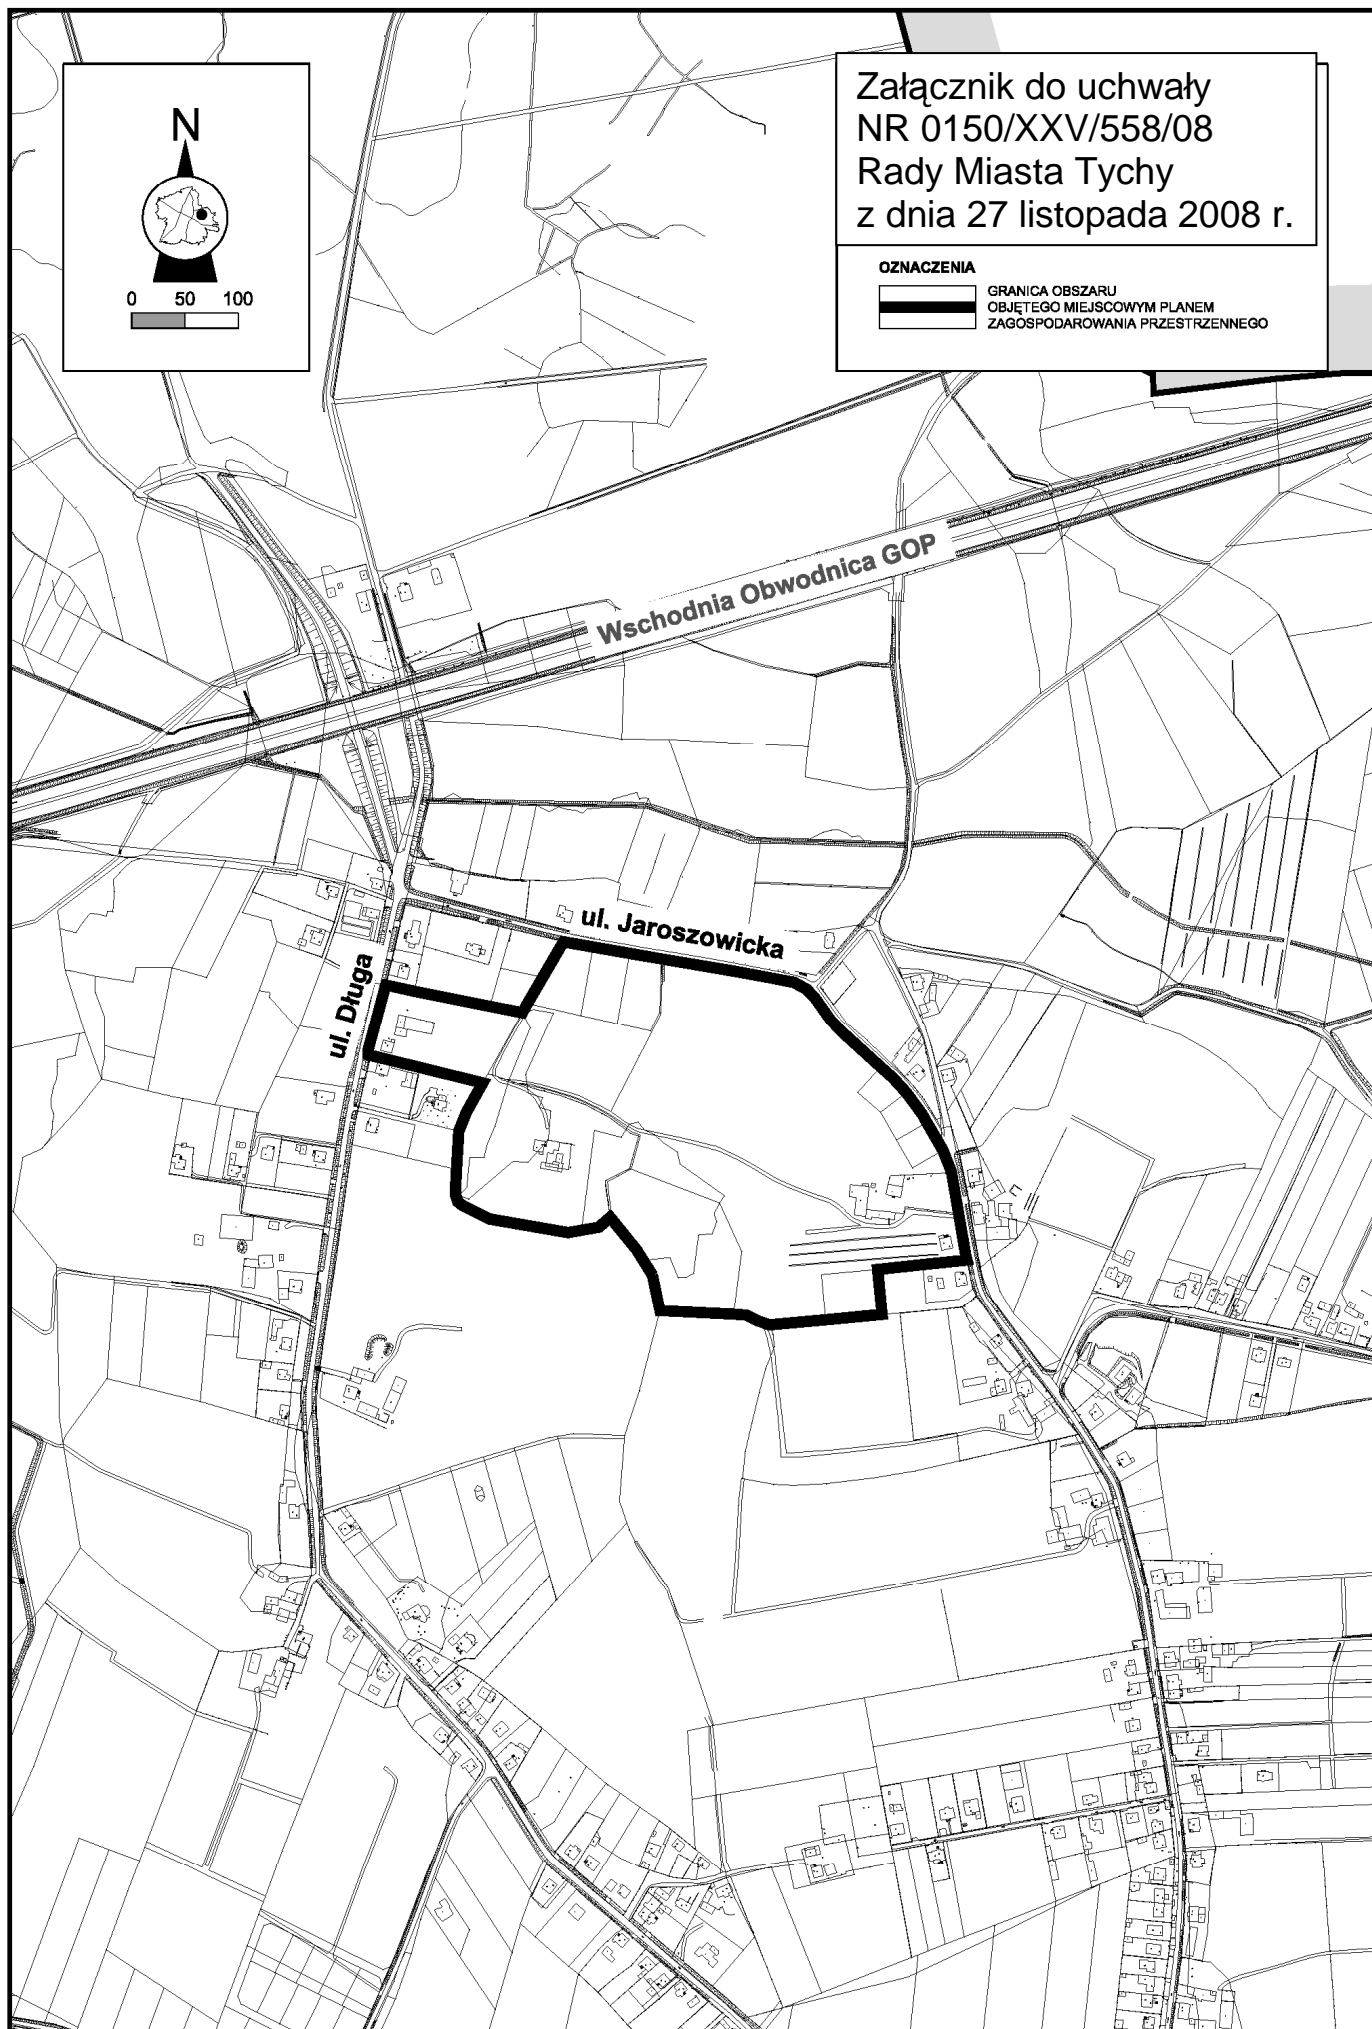 N
0 50 100
Załącznik do uchwały
NR 0150/XXV/558/08
Rady Miasta Tychy
z dnia 27 listopada 2008 r.
OZNACZENIA
GRANICA OBSZARU
OBJĘTEGO MIEJSCOWYM PLANEM
ZAGOSPODAROWANIA PRZESTRZENNEGO
Wschodnia Obwodnica GOP
ul. Jaroszowicka
ul. Długa